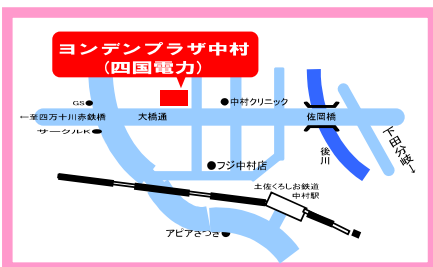 ヨンデンプラザ中村
(四国電力)
GS
中村クリニック
←至四万十川赤鉄橋
大橋通
佐岡橋
サークルK
後川
下田分岐→
フジ中村店
土佐くろしお鉄道
中村駅
アピアさつき